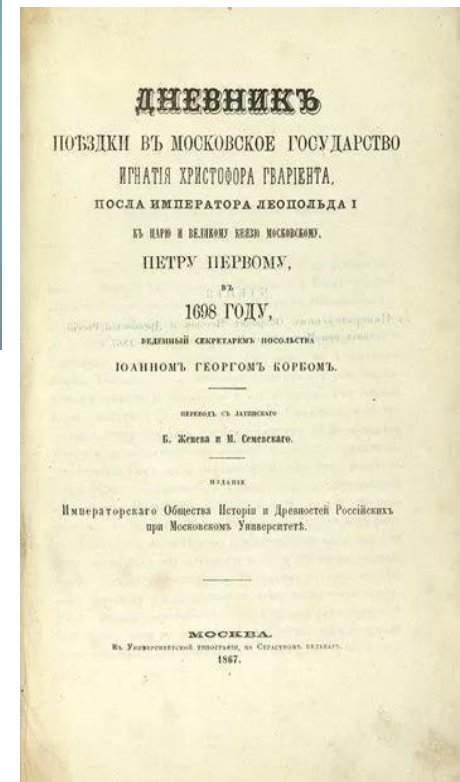 ДНЕВНИКЪ
ПОѢЗДКИ ВЪ МОСКОВСКОЕ ГОСУДАРСТВО
ИГНАТІЯ ХРИСТОФОРА ГВАРІЕНТА,
ПОСЛА ИМПЕРАТОРА ЛЕОПОЛЬДА I
КЪ ЦАРЮ И ВЕЛИКОМУ КНЯЗЮ МОСКОВСКОМУ,
ПЕТРУ ПЕРВОМУ,
ВЪ
1698 ГОДУ,
ВЕДЕННЫЙ СЕКРЕТАРЕМЪ ПОСОЛЬСТВА
ІОАННОМЪ ГЕОРГОМЪ КОРБОМЪ.
ПЕРЕВОДЪ СЪ ЛАТИНСКАГО
Б. Женева и М. Семевскаго.
ИЗДАНІЕ
Императорскаго Общества Исторіи и Древностей Россійскихъ
при Московскомъ Университетѣ.
МОСКВА.
Въ Университетской типографіи, на Страстномъ бульварѣ.
1867.